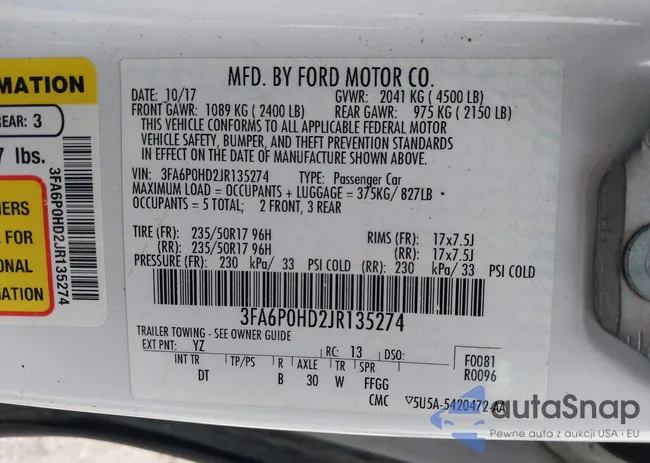 RMATION
REAR: 3
7 lbs.
3FA6P0HD2JR135274
MFD. BY FORD MOTOR CO.
DATE: 10/17 GVWR: 2041 KG ( 4500 LB)
FRONT GAWR: 1089 KG ( 2400 LB) REAR GAWR: 975 KG ( 2150 LB)
THIS VEHICLE CONFORMS TO ALL APPLICABLE FEDERAL MOTOR
VEHICLE SAFETY, BUMPER, AND THEFT PREVENTION STANDARDS
IN EFFECT ON THE DATE OF MANUFACTURE SHOWN ABOVE.
VIN: 3FA6P0HD2JR135274 TYPE: Passenger Car
MAXIMUM LOAD = OCCUPANTS + LUGGAGE = 375KG/ 827LB
OCCUPANTS = 5 TOTAL; 2 FRONT, 3 REAR
TIRE (FR): 235/50R17 96H RIMS (FR): 17x7.5J
(RR): 235/50R17 96H (RR): 17x7.5J
PRESSURE (FR): 230 kPa/ 33 PSI COLD (RR): 230 kPa/ 33 PSI COLD
3FA6P0HD2JR135274
TRAILER TOWING - SEE OWNER GUIDE
EXT PNT: YZ RC: 13 DSO:
F0081
R0096
INT TR TP/PS R AXLE TR SPR
DT B 30 W FFGG
CMC ▽5U5A-5420472-AA
MERS
FOR
ONAL
MATION
autaSnap
Pewne auto z aukcji USA i EU